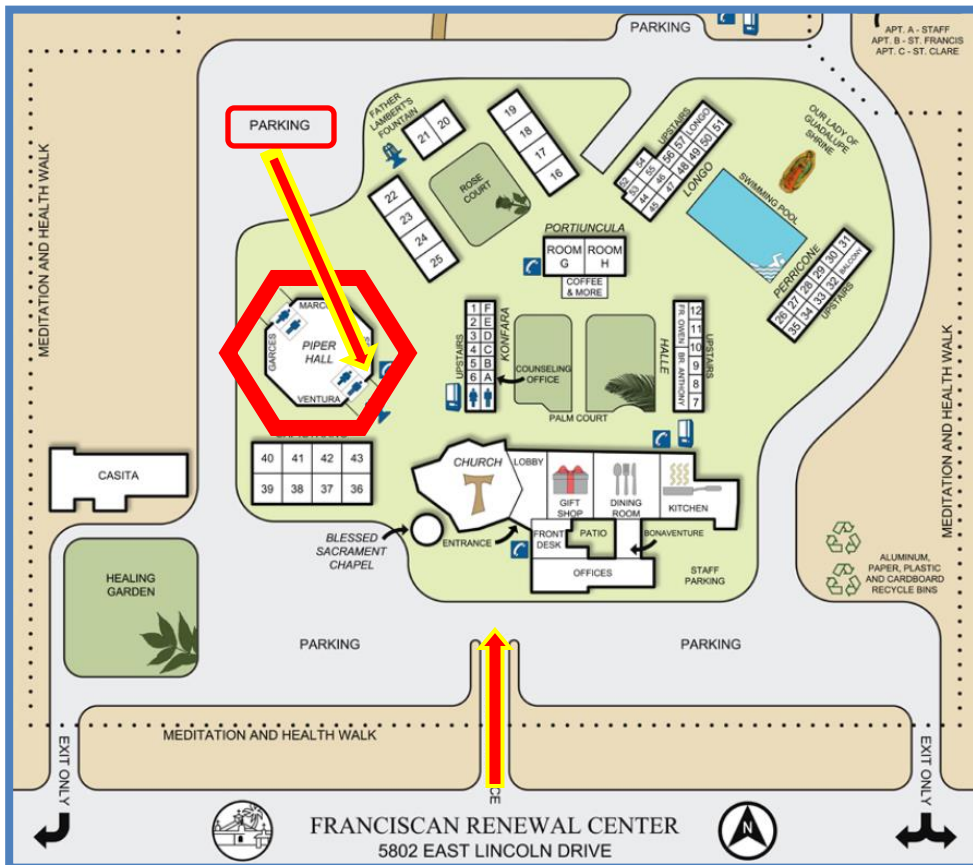 PARKING
APT. A - STAFF
APT. B - ST. FRANCIS
APT. C - ST. CLARE
PARKING
FATHER
LAMBERT'S
FOUNTAIN
21 20
19
18
17
16
ROSE
COURT
22
23
24
25
UPSTAIRS
52 53 54 55 56 57 LONGO
44 45 46 47 48 49 50 51
LONGO
OUR LADY OF
GUADALUPE
SHRINE
SWIMMING POOL
PERRICONE
26 27 28 29 30 31
35 34 33 32 BALCONY
UPSTAIRS
PORTIUNCULA
ROOM
G
ROOM
H
COFFEE
& MORE
MEDITATION AND HEALTH WALK
GARCES
PIPER
HALL
VENTURA
UPSTAIRS
1 F
2 E
3 D
4 C
5 B
6 A
KONFARA
COUNSELING
OFFICE
PALM COURT
HALLE
FR. OWEN
BR. ANTHONY
12
11
10
9
8
7
UPSTAIRS
MEDITATION AND HEALTH WALK
40 41 42 43
39 38 37 36
CASITA
CHURCH
LOBBY
GIFT
SHOP
DINING
ROOM
KITCHEN
BLESSED
SACRAMENT
CHAPEL
ENTRANCE
FRONT
DESK
PATIO
BONAVENTURE
OFFICES
STAFF
PARKING
ALUMINUM,
PAPER, PLASTIC
AND CARDBOARD
RECYCLE BINS
HEALING
GARDEN
PARKING
PARKING
MEDITATION AND HEALTH WALK
EXIT ONLY
EXIT ONLY
CE
FRANCISCAN RENEWAL CENTER
5802 EAST LINCOLN DRIVE
N